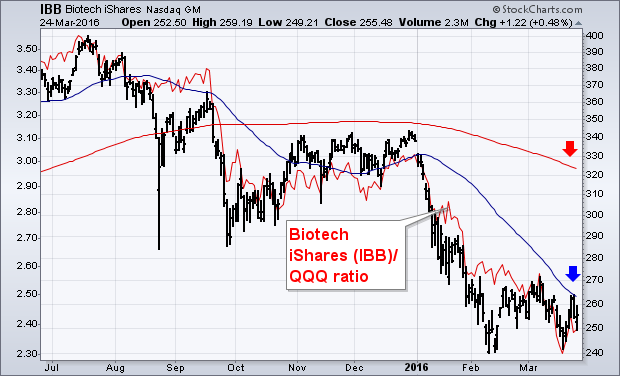 IBB Biotech iShares Nasdaq GM © StockCharts.com
24-Mar-2016 Open 252.50 High 259.19 Low 249.21 Close 255.48 Volume 2.3M Chg +1.22 (+0.48%)
3.50 400
3.40 390
380
3.30 370
360
3.20 350
3.10 340
330
3.00 320
2.90 310
2.80 300
2.70 290
280
2.60 270
2.50 260
2.40 250
2.30 240
Biotech
iShares (IBB)/
QQQ ratio
Jul Aug Sep Oct Nov Dec 2016 Feb Mar